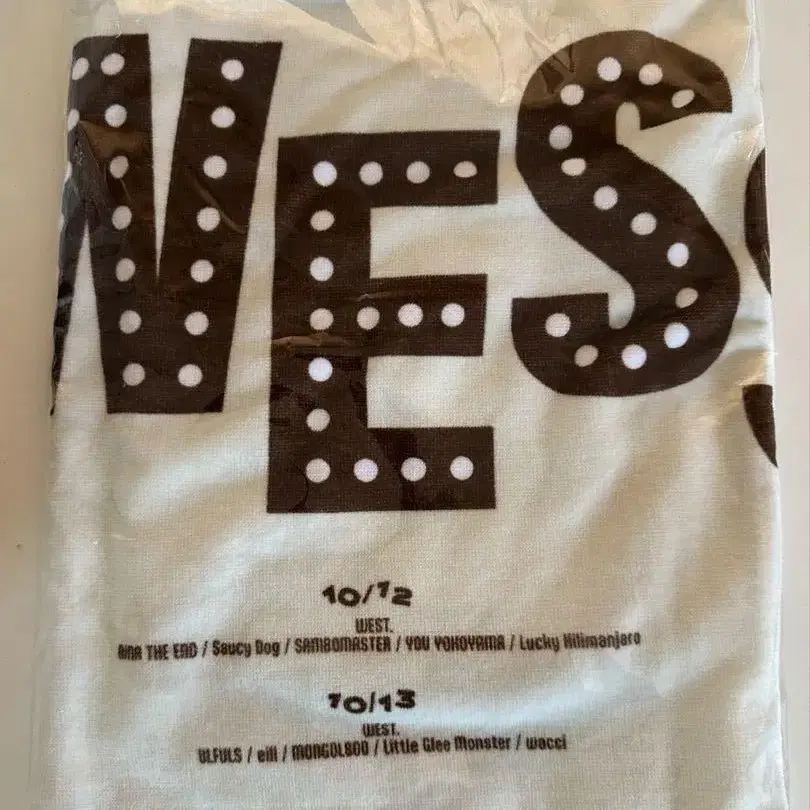 WES
10/12
WEST.
AiNA THE END / Saucy Dog / SAMBOMASTER / YOU YOKOYAMA / Lucky Kilimanjaro
10/13
WEST.
ULFULS / eill / MONGOL800 / Little Glee Monster / wacci